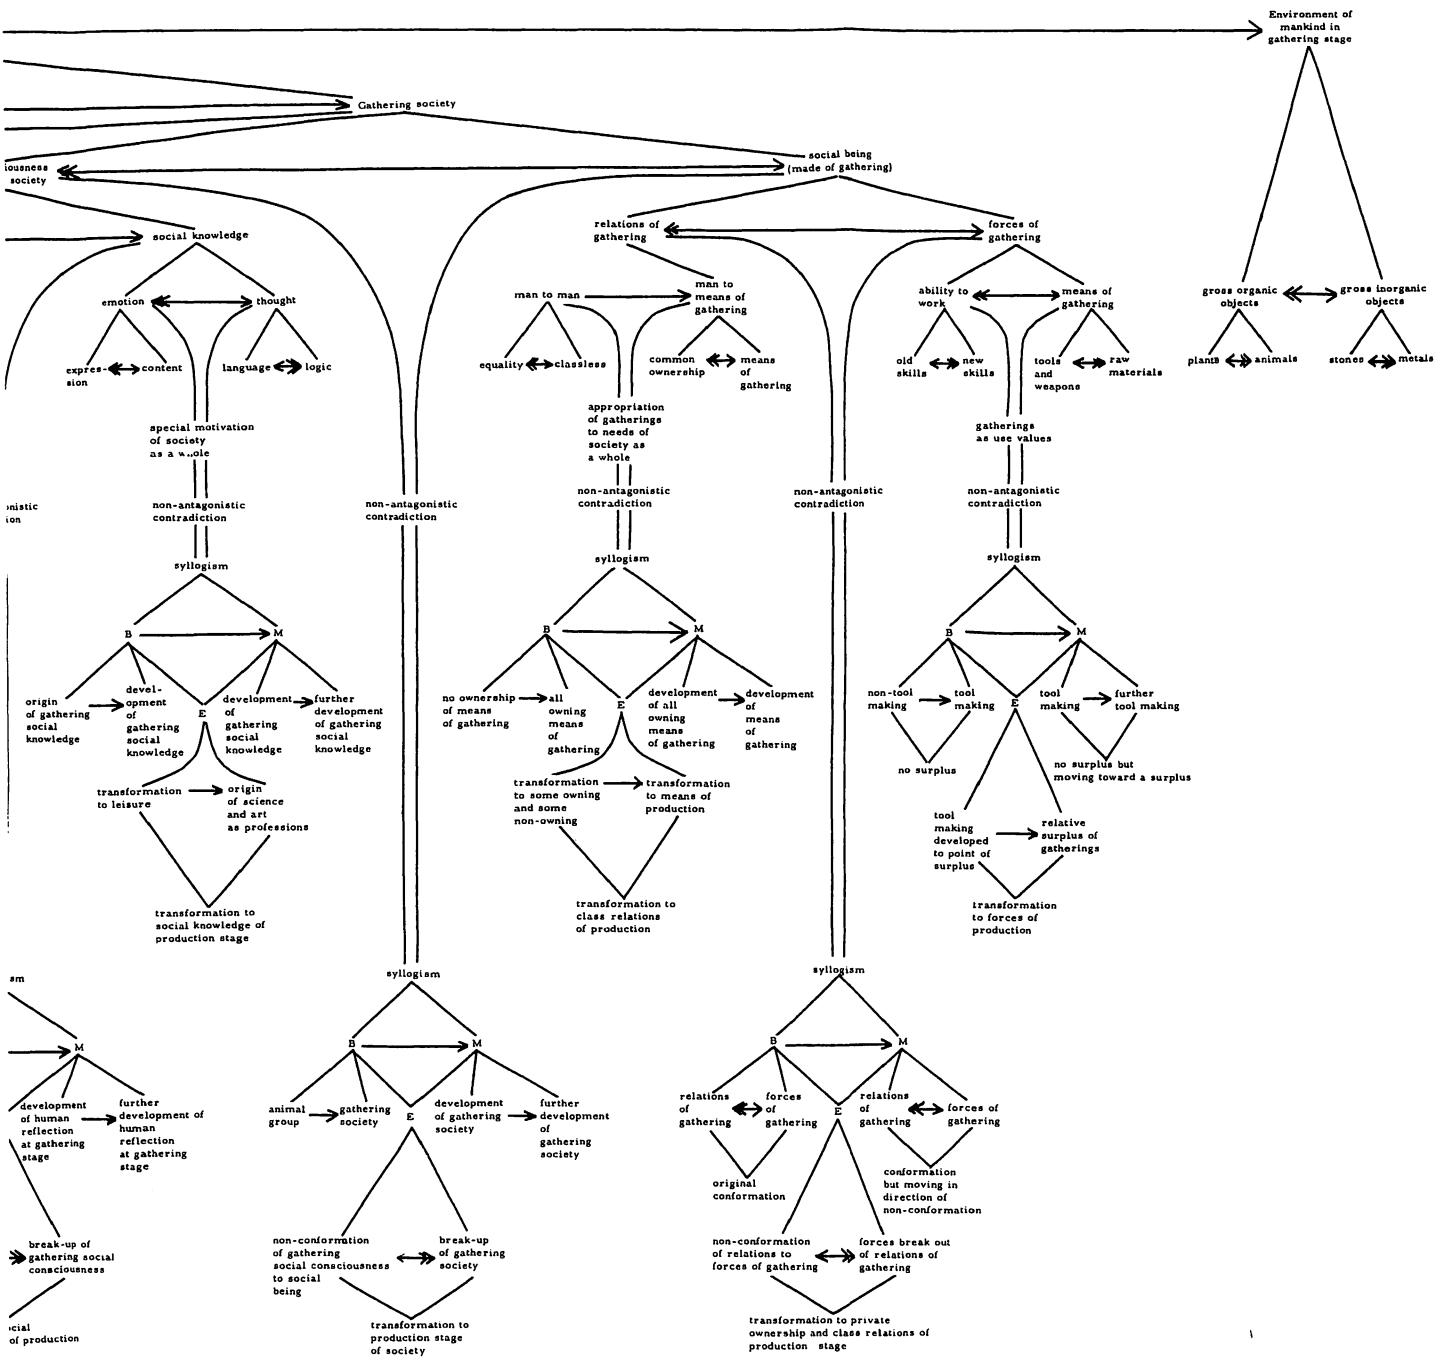 Environment of
mankind in
gathering stage
Gathering society
social being
(made of gathering)
iousness
society
relations of
gathering
forces of
gathering
social knowledge
emotion
thought
man to man
man to
means of
gathering
ability to
work
means of
gathering
gross organic
objects
gross inorganic
objects
expres-
sion
content
language
logic
equality
classless
common
ownership
means
of
gathering
old
skills
new
skills
tools
and
weapons
raw
materials
plants
animals
stones
metals
special motivation
of society
as a whole
appropriation
of gatherings
to needs of
society as
a whole
gatherings
as use values
onistic
ion
non-antagonistic
contradiction
non-antagonistic
contradiction
non-antagonistic
contradiction
non-antagonistic
contradiction
non-antagonistic
contradiction
syllogism
syllogism
syllogism
B
M
B
M
B
M
origin
of gathering
social
knowledge
devel-
opment
of
gathering
social
knowledge
E
development
of
gathering
social
knowledge
further
development
of gathering
social
knowledge
no ownership
of means
of gathering
all
owning
means
of
gathering
E
development
of all
owning
means
of gathering
development
of
means
of
gathering
non-tool
making
tool
making
E
tool
making
further
tool making
no surplus
no surplus but
moving toward a surplus
transformation
to leisure
origin
of science
and art
as professions
transformation
to some owning
and some
non-owning
transformation
to means of
production
tool
making
developed
to point of
surplus
relative
surplus of
gatherings
transformation to
social knowledge of
production stage
transformation to
class relations
of production
transformation
to forces of
production
sm
syllogism
syllogism
M
B
M
B
M
development
of human
reflection
at gathering
stage
further
development of
human
reflection
at gathering
stage
animal
group
gathering
society
E
development
of gathering
society
further
development
of
gathering
society
relations
of
gathering
forces
of
gathering
E
relations
of
gathering
forces of
gathering
original
conformation
conformation
but moving in
direction of
non-conformation
break-up of
gathering social
consciousness
non-conformation
of gathering
social consciousness
to social
being
break-up
of gathering
society
non-conformation
of relations to
forces of gathering
forces break out
of relations of
gathering
cial
of production
transformation to
production stage
of society
transformation to private
ownership and class relations of
production stage